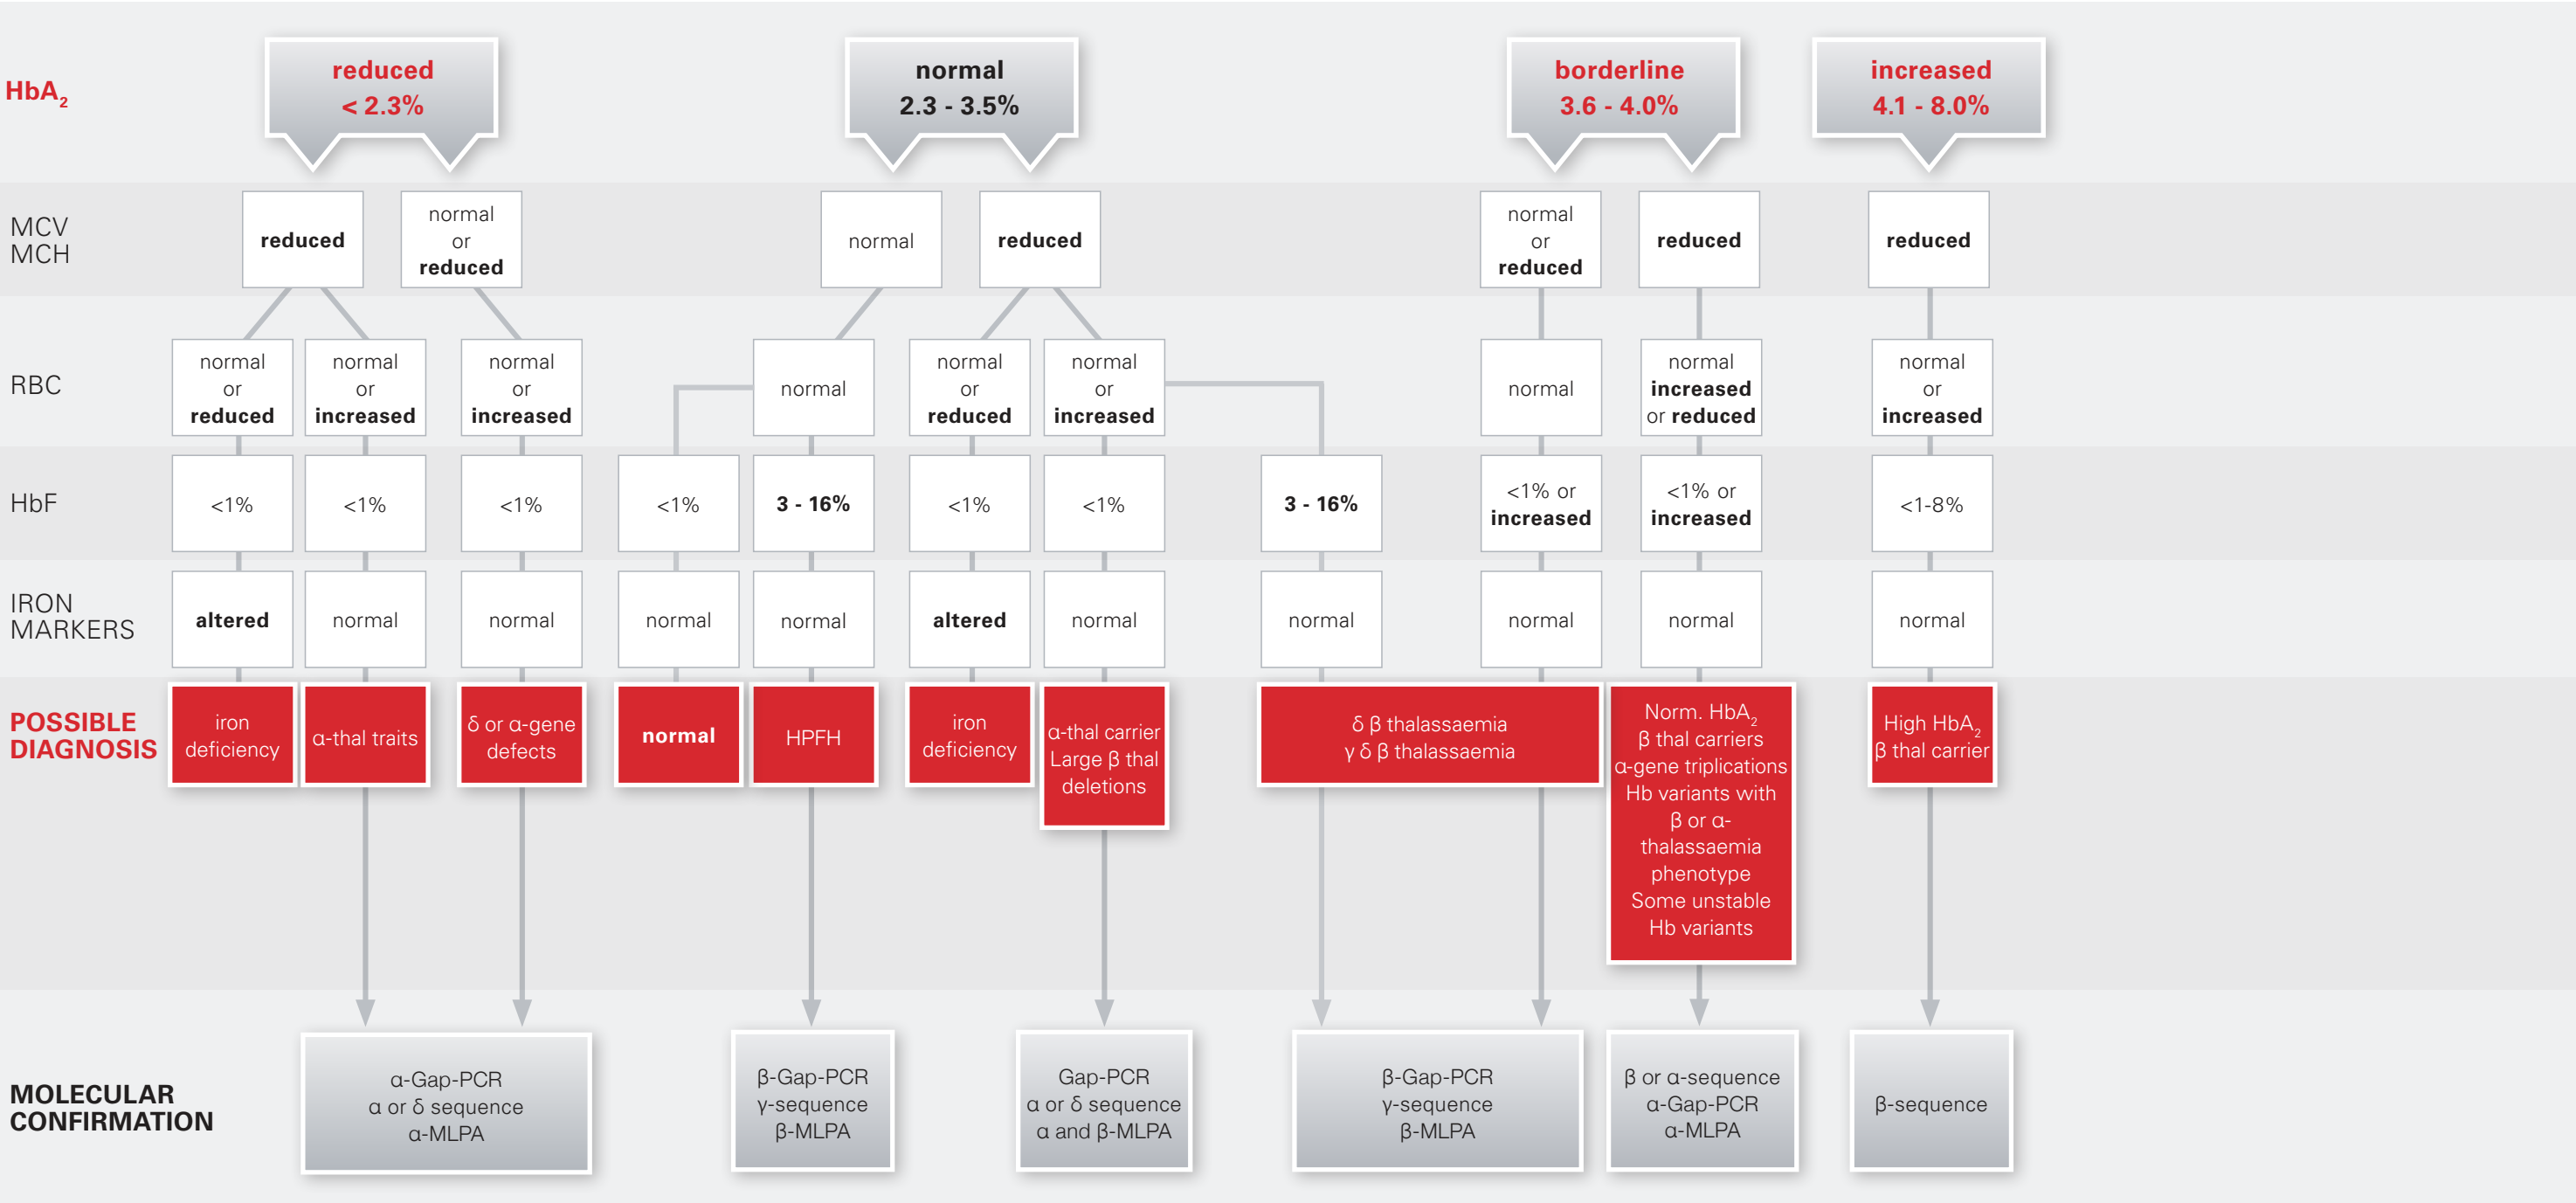 HbA2
reduced
< 2.3%
normal
2.3 - 3.5%
borderline
3.6 - 4.0%
increased
4.1 - 8.0%
MCV
MCH
reduced
normal
or
reduced
normal
reduced
normal
or
reduced
reduced
reduced
RBC
normal
or
reduced
normal
or
increased
normal
or
increased
normal
normal
or
reduced
normal
or
increased
normal
normal
increased
or reduced
normal
or
increased
HbF
<1%
<1%
<1%
<1%
3 - 16%
<1%
<1%
3 - 16%
<1% or
increased
<1% or
increased
<1-8%
IRON
MARKERS
altered
normal
normal
normal
normal
altered
normal
normal
normal
normal
normal
POSSIBLE
DIAGNOSIS
iron
deficiency
α-thal traits
δ or α-gene
defects
normal
HPFH
iron
deficiency
α-thal carrier
Large β thal
deletions
δ β thalassaemia
γ δ β thalassaemia
Norm. HbA2
β thal carriers
α-gene triplications
Hb variants with
β or α-
thalassaemia
phenotype
Some unstable
Hb variants
High HbA2
β thal carrier
MOLECULAR
CONFIRMATION
α-Gap-PCR
α or δ sequence
α-MLPA
β-Gap-PCR
γ-sequence
β-MLPA
Gap-PCR
α or δ sequence
α and β-MLPA
β-Gap-PCR
γ-sequence
β-MLPA
β or α-sequence
α-Gap-PCR
α-MLPA
β-sequence